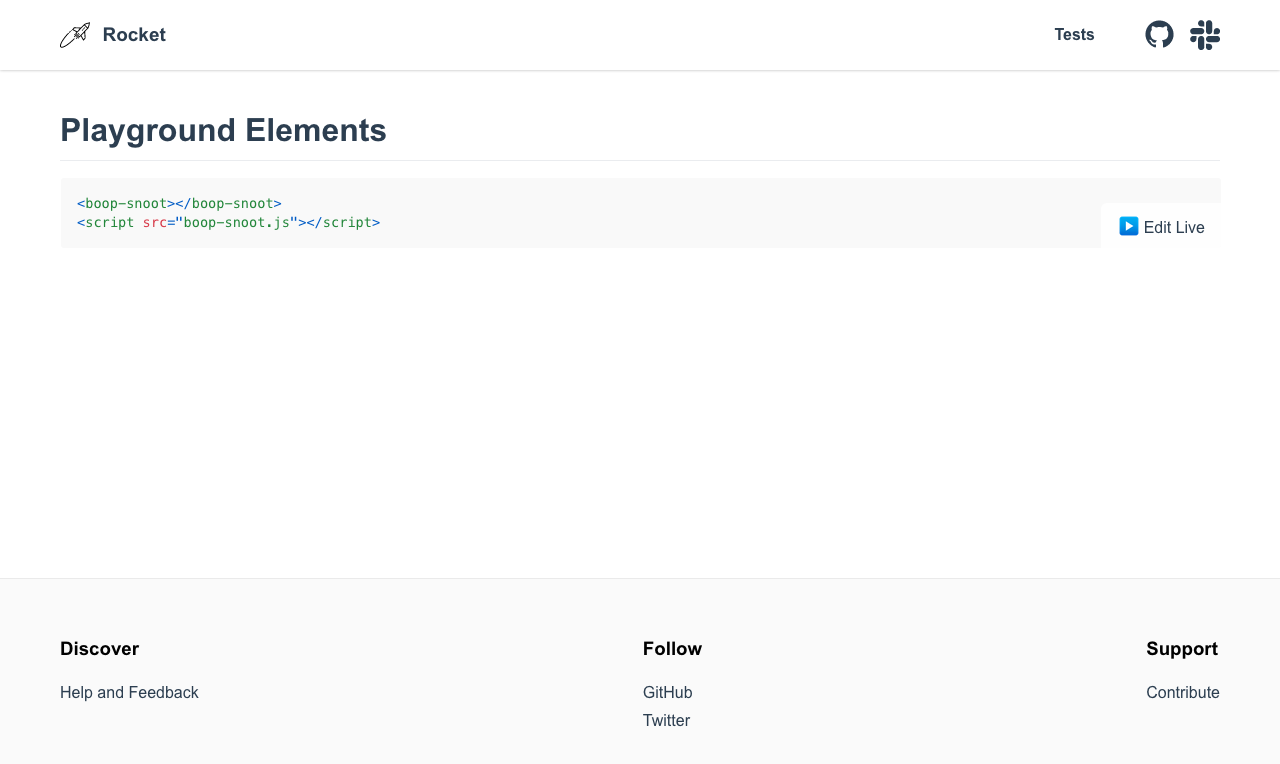 Rocket
Tests
Playground Elements
<boop-snoot></boop-snoot>
<script src="boop-snoot.js"></script>
Edit Live
Discover
Help and Feedback
Follow
GitHub
Twitter
Support
Contribute